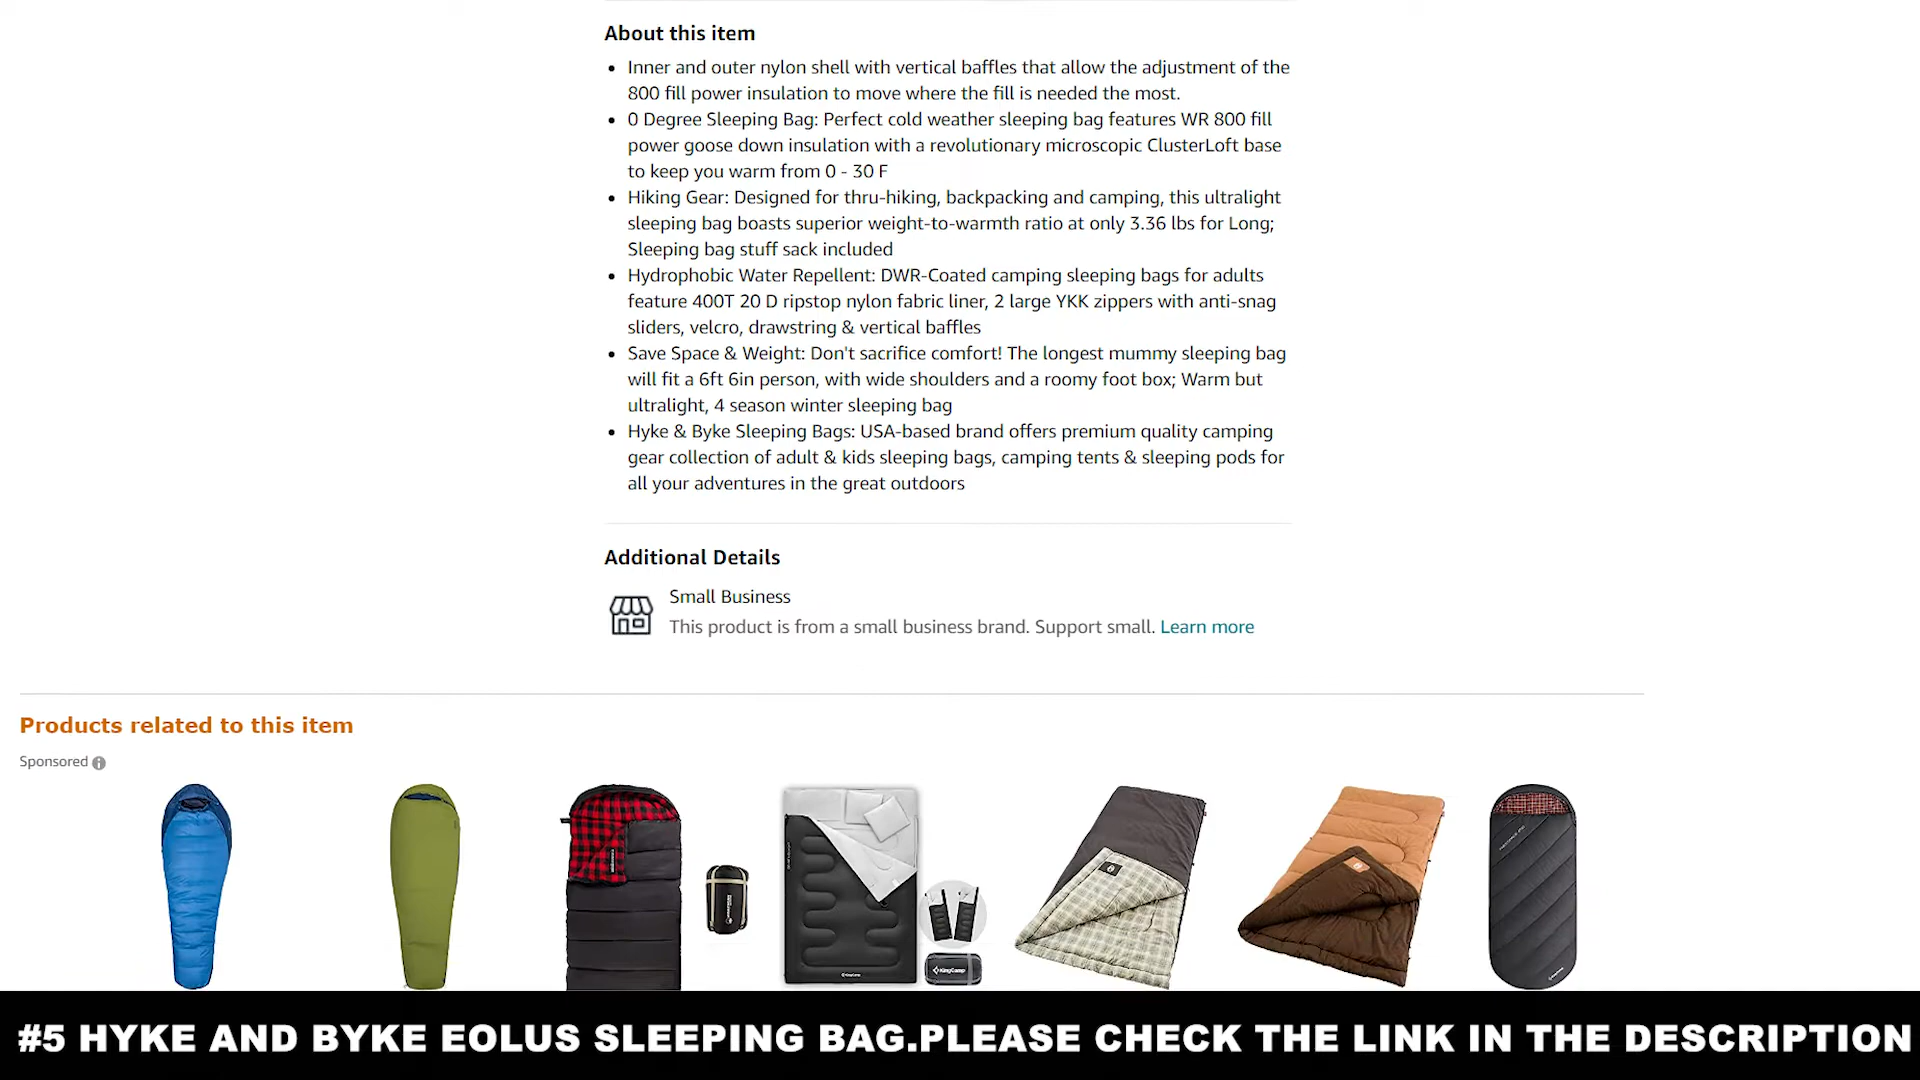 About this item
• Inner and outer nylon shell with vertical baffles that allow the adjustment of the
800 fill power insulation to move where the fill is needed the most.
• 0 Degree Sleeping Bag: Perfect cold weather sleeping bag features WR 800 fill
power goose down insulation with a revolutionary microscopic ClusterLoft base
to keep you warm from 0 - 30 F
• Hiking Gear: Designed for thru-hiking, backpacking and camping, this ultralight
sleeping bag boasts superior weight-to-warmth ratio at only 3.36 lbs for Long;
Sleeping bag stuff sack included
• Hydrophobic Water Repellent: DWR-Coated camping sleeping bags for adults
feature 400T 20 D ripstop nylon fabric liner, 2 large YKK zippers with anti-snag
sliders, velcro, drawstring & vertical baffles
• Save Space & Weight: Don't sacrifice comfort! The longest mummy sleeping bag
will fit a 6ft 6in person, with wide shoulders and a roomy foot box; Warm but
ultralight, 4 season winter sleeping bag
• Hyke & Byke Sleeping Bags: USA-based brand offers premium quality camping
gear collection of adult & kids sleeping bags, camping tents & sleeping pods for
all your adventures in the great outdoors
Additional Details
Small Business
This product is from a small business brand. Support small. Learn more
Products related to this item
Sponsored
KingCamp
KingCamp
#5 HYKE AND BYKE EOLUS SLEEPING BAG.PLEASE CHECK THE LINK IN THE DESCRIPTION